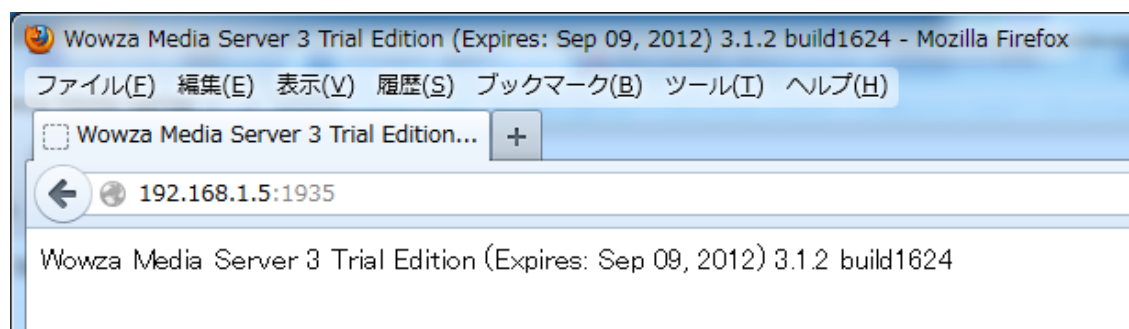 Wowza Media Server 3 Trial Edition (Expires: Sep 09, 2012) 3.1.2 build1624 - Mozilla Firefox
ファイル(F) 編集(E) 表示(V) 履歴(S) ブックマーク(B) ツール(T) ヘルプ(H)
Wowza Media Server 3 Trial Edition... +
192.168.1.5:1935
Wowza Media Server 3 Trial Edition (Expires: Sep 09, 2012) 3.1.2 build1624